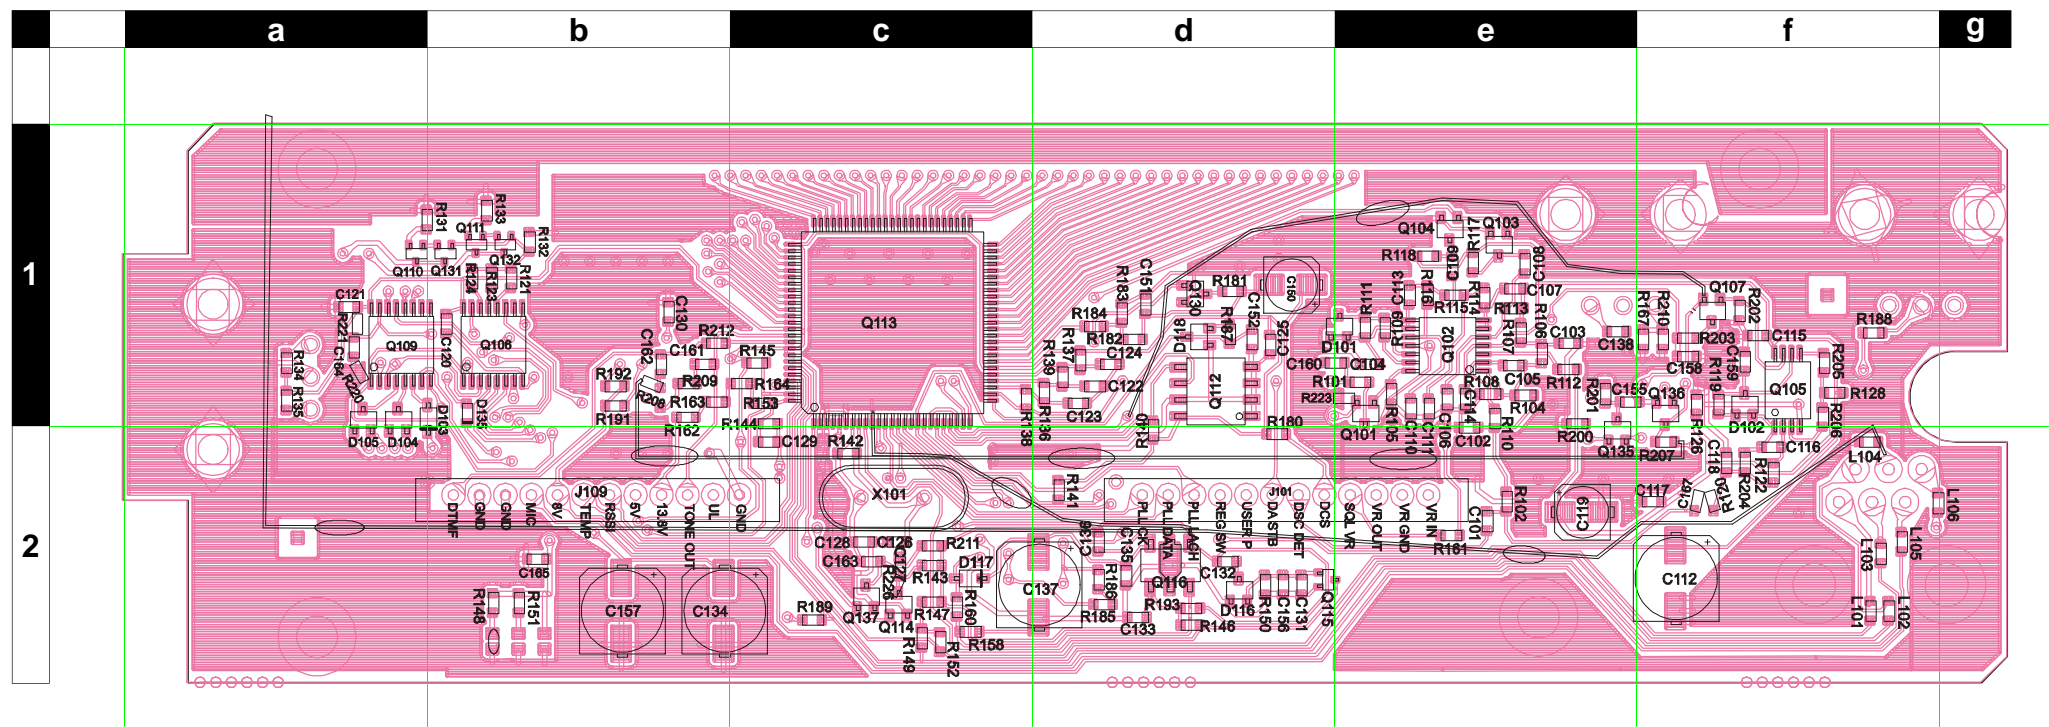 a b c d e f g
1
R131
R133
Q111
R132
Q110
Q131
Q132
R124
R123
R121
C121
R221
C164
R220
Q109
C120
Q108
R134
R135
D105
D104
D103
D135
C130
R212
C162
C161
R145
R192
R209
R164
R208
R163
R153
R191
R162
R144
C129
R142
Q113
C151
R183
R181
Q130
C150
R184
R182
D118
R187
C152
C125
R137
R139
C124
C122
C123
Q112
C160
R138
R136
R140
R180
Q104
R117
Q103
R118
C109
C108
C113
R116
R115
R114
C107
R113
R111
R109
Q102
R107
R106
C103
C138
D101
C104
R101
R223
R108
C105
R112
R104
R201
C155
Q101
R105
C110
C111
C106
C114
C102
R110
R200
Q135
Q107
R202
R167
R210
R203
C115
R188
C158
R119
C159
Q105
R205
R128
Q136
D102
R206
R207
R126
C118
C116
L104
2
J109
DTMF
GND
GND
MIC
8V
TEMP
RSSI
5V
13.8V
TONE OUT
UL
GND
X101
R141
J101
PLLCK
PLLDATA
PLLLACH
REGSW
USER P
DA STB
DSC DET
DCS
SQL VR
VR OUT
VR GND
VR IN
C101
R102
R161
C119
C117
C167
R120
R204
R122
L106
L105
L103
L101
L102
C112
C165
R148
R151
C157
C134
C128
C126
R211
C163
C127
D117
R143
R226
R147
R160
Q137
Q114
R189
R149
R152
R158
C137
C136
C135
R186
Q116
C132
R185
R193
D116
C133
R146
R150
C156
C131
Q115